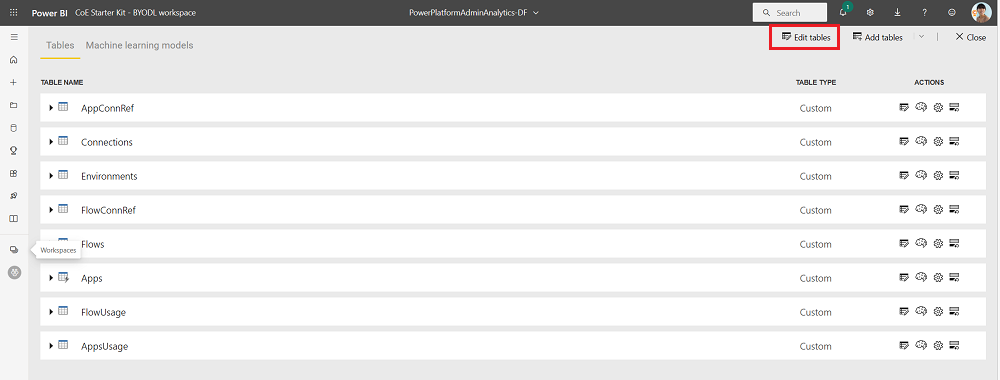 Power BI CoE Starter Kit - BYODL workspace PowerPlatformAdminAnalytics-DF Search 1
Tables Machine learning models Edit tables Add tables Close
TABLE NAME TABLE TYPE ACTIONS
AppConnRef Custom
Connections Custom
Environments Custom
FlowConnRef Custom
Flows Custom
Workspaces
Apps Custom
FlowUsage Custom
AppsUsage Custom